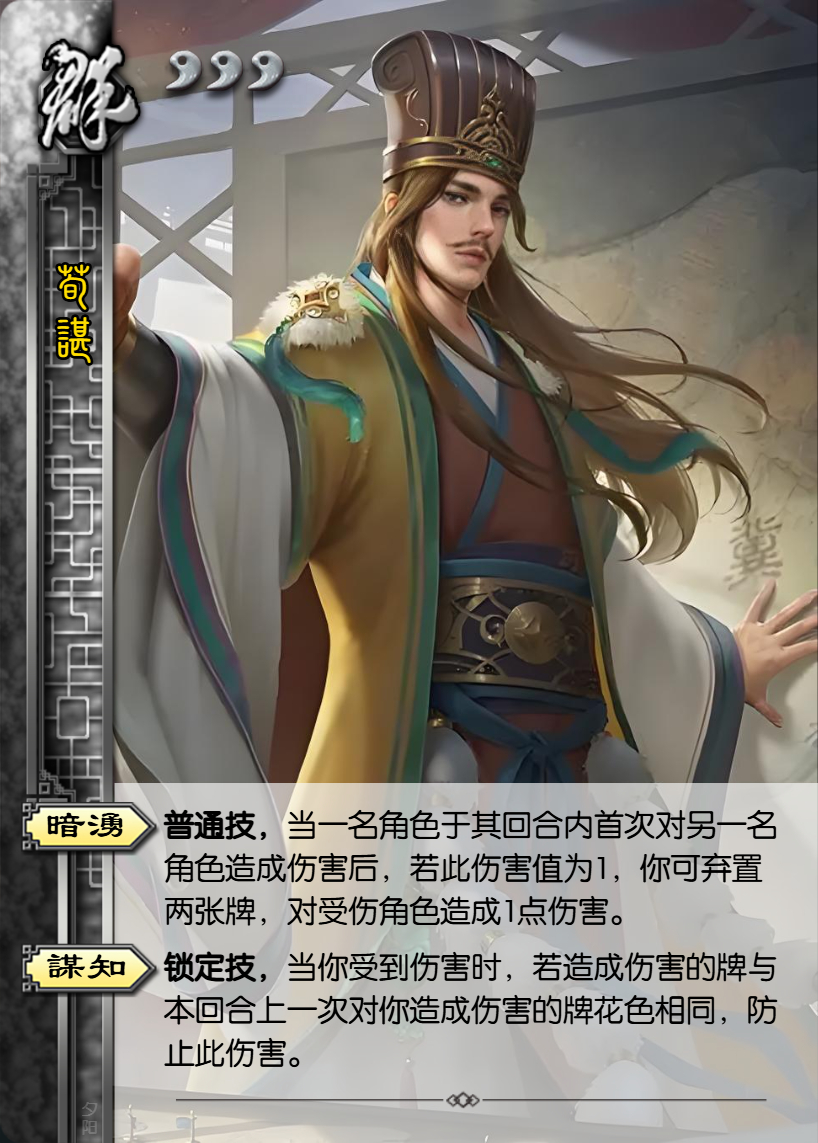 群
荀諶
冀
暗湧
普通技，当一名角色于其回合内首次对另一名
角色造成伤害后，若此伤害值为1，你可弃置
两张牌，对受伤角色造成1点伤害。
謀知
锁定技，当你受到伤害时，若造成伤害的牌与
本回合上一次对你造成伤害的牌花色相同，防
止此伤害。
夕阳